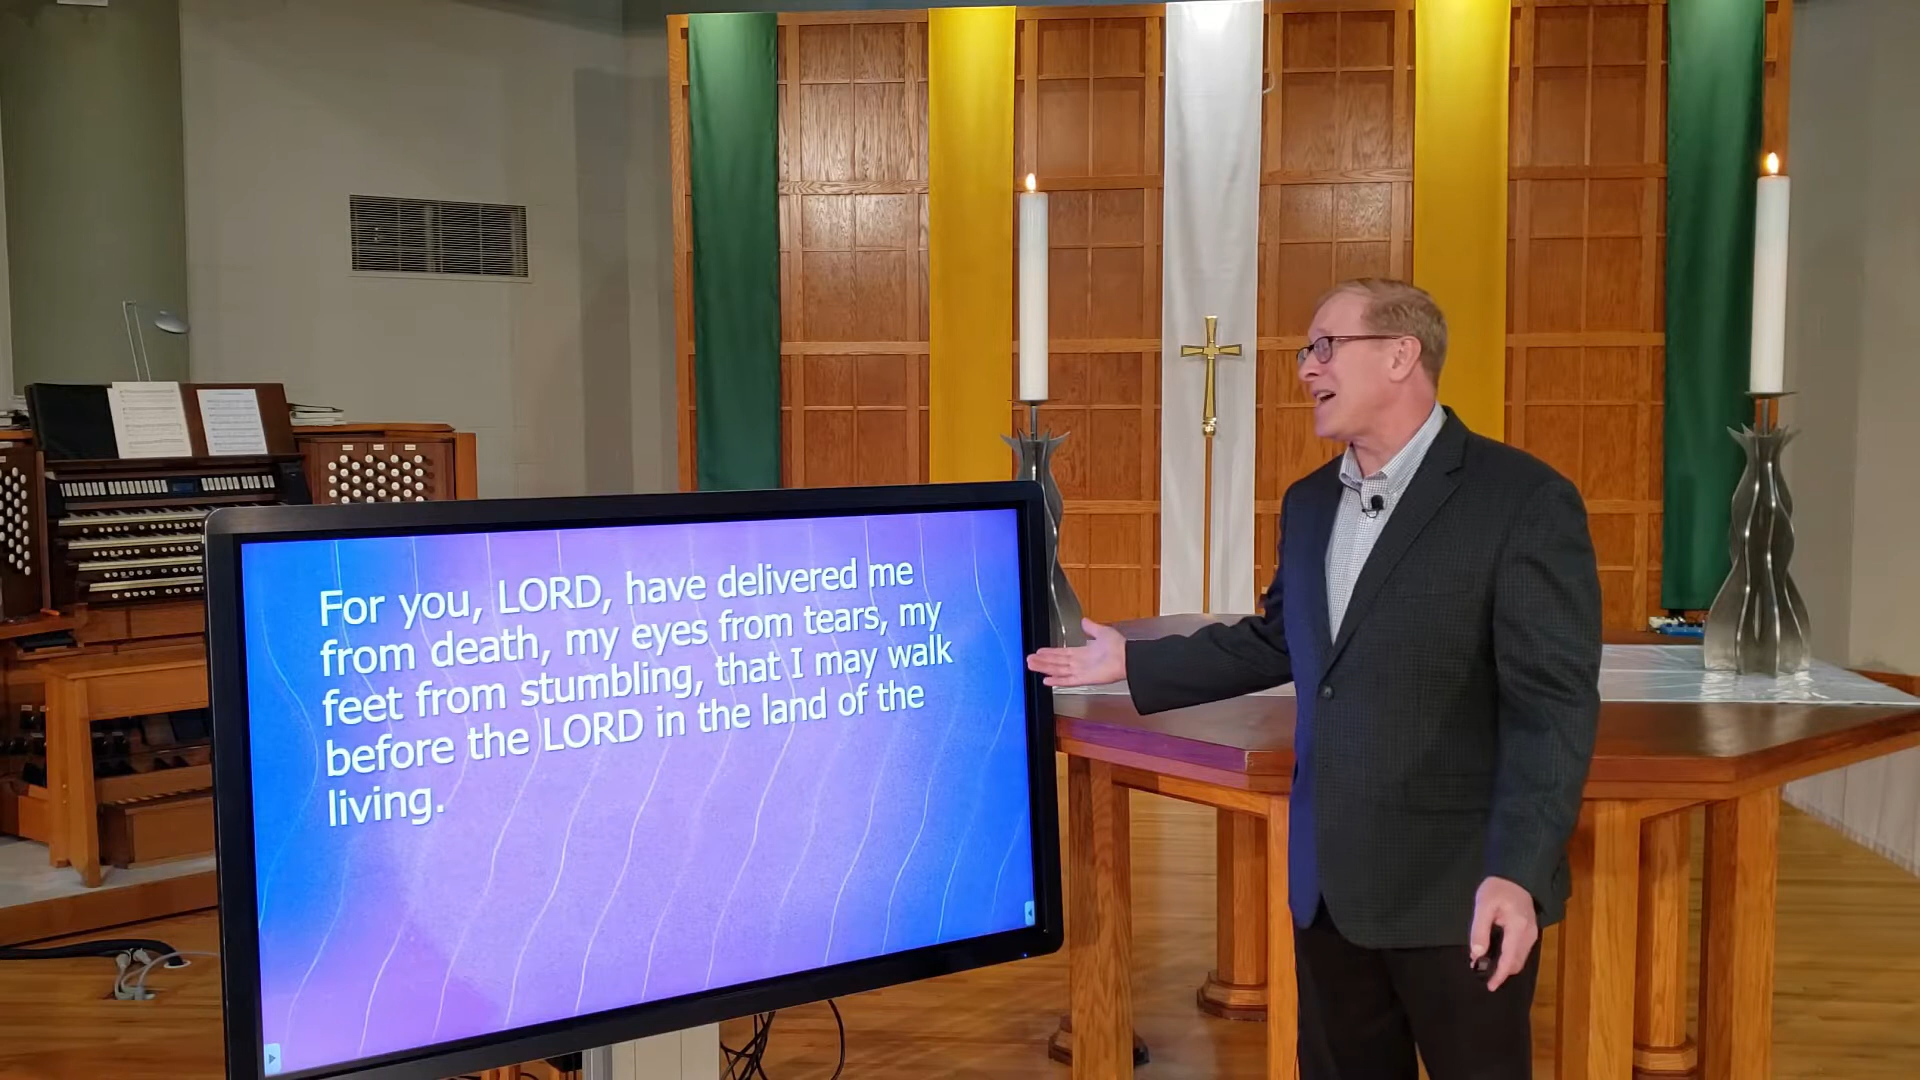 For you, LORD, have delivered me
from death, my eyes from tears, my
feet from stumbling, that I may walk
before the LORD in the land of the
living.